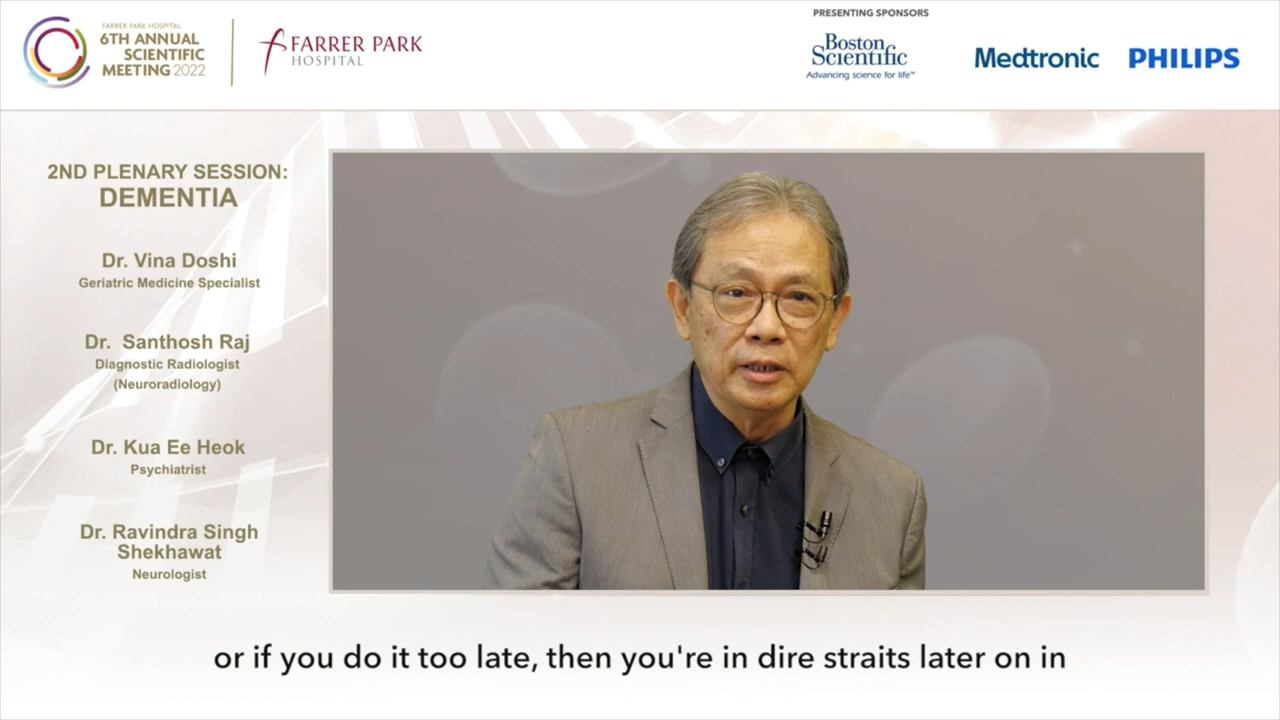 FARRER PARK HOSPITAL
6TH ANNUAL
SCIENTIFIC
MEETING 2022
FARRER PARK
HOSPITAL
PRESENTING SPONSORS
Boston
Scientific
Advancing science for life™
Medtronic
PHILIPS
2ND PLENARY SESSION:
DEMENTIA
Dr. Vina Doshi
Geriatric Medicine Specialist
Dr. Santhosh Raj
Diagnostic Radiologist
(Neuroradiology)
Dr. Kua Ee Heok
Psychiatrist
Dr. Ravindra Singh
Shekhawat
Neurologist
or if you do it too late, then you're in dire straits later on in